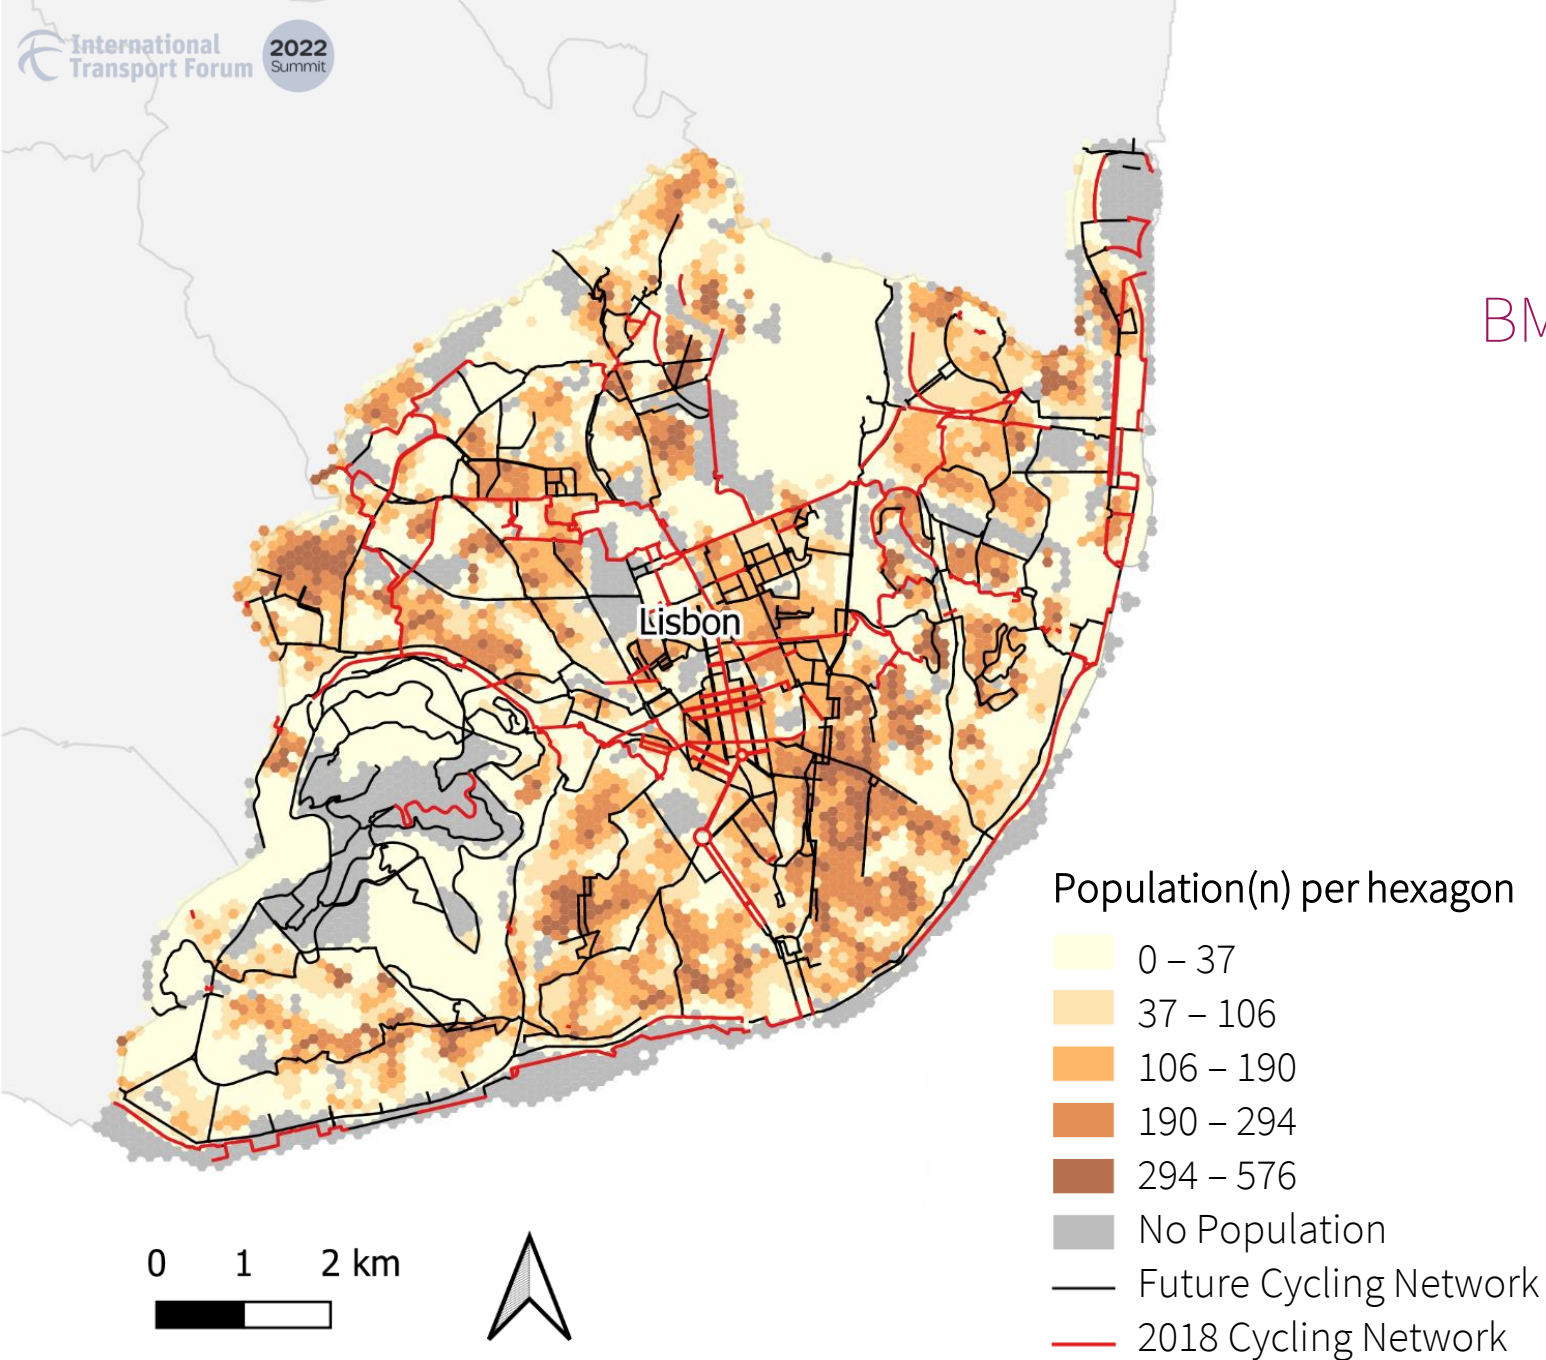 International
Transport Forum
2022
Summit
BM
Lisbon
Population(n) per hexagon
0 – 37
37 – 106
106 – 190
190 – 294
294 – 576
No Population
Future Cycling Network
2018 Cycling Network
0 1 2 km